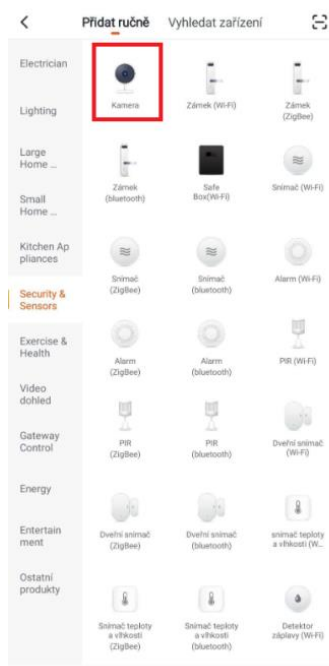 Přidat ručně
Vyhledat zařízení
Electrician
Lighting
Large
Home ...
Small
Home ...
Kitchen Ap
pliances
Security &
Sensors
Exercise &
Health
Video
dohled
Gateway
Control
Energy
Entertain
ment
Ostatní
produkty
Kamera
Zámek (Wi-Fi)
Zámek
(ZigBee)
Zámek
(bluetooth)
Safe
Box(Wi-Fi)
Snímač (Wi-Fi)
Snímač
(ZigBee)
Snímač
(bluetooth)
Alarm (Wi-Fi)
Alarm
(ZigBee)
Alarm
(bluetooth)
PIR (Wi-Fi)
PIR
(ZigBee)
PIR
(bluetooth)
Dveřní snímač
(Wi-Fi)
Dveřní snímač
(ZigBee)
Dveřní snímač
(bluetooth)
snímač teploty
a vlhkosti (W...
Snímač teploty
a vlhkosti
(ZigBee)
Snímač teploty
a vlhkosti
(bluetooth)
Detektor
záplavy (Wi-Fi)